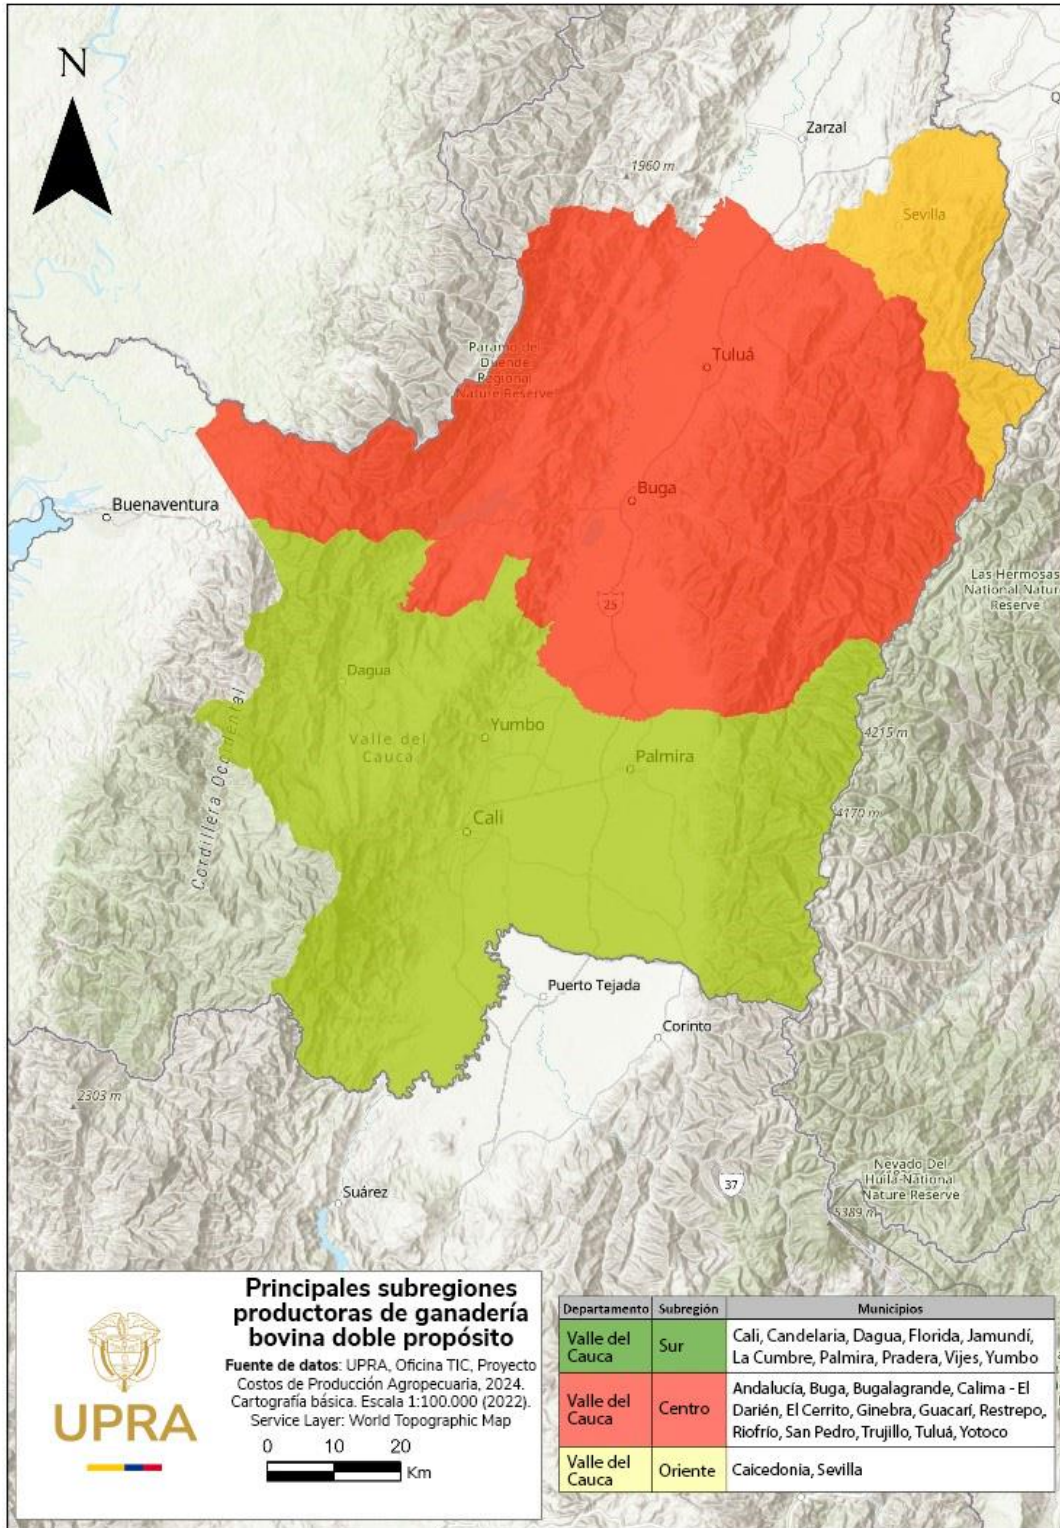 N
Zarzal
1960 m
Sevilla
Tuluá
Paramo de
Duende
Regional
Nature Reserve
Buga
Buenaventura
Las Hermosas
National Natur
Reserve
25
Dagua
Cordillera Occidental
Yumbo
Valle del
Cauca
4215 m
Palmira
4170 m
Cali
Puerto Tejada
Corinto
2303 m
Nevado Del
Huila National
Nature Reserve
37
Suárez
5389 m
Principales subregiones
productoras de ganadería
bovina doble propósito
Fuente de datos: UPRA, Oficina TIC, Proyecto
Costos de Producción Agropecuaria, 2024.
Cartografía básica. Escala 1:100.000 (2022).
Service Layer: World Topographic Map
UPRA
0 10 20
Km
Departamento Subregión Municipios
Valle del Cauca Sur Cali, Candelaria, Dagua, Florida, Jamundí,
La Cumbre, Palmira, Pradera, Vijes, Yumbo
Valle del Cauca Centro Andalucía, Buga, Bugalagrande, Calima - El
Darién, El Cerrito, Ginebra, Guacarí, Restrepo,
Riofrío, San Pedro, Trujillo, Tuluá, Yotoco
Valle del Cauca Oriente Caicedonia, Sevilla